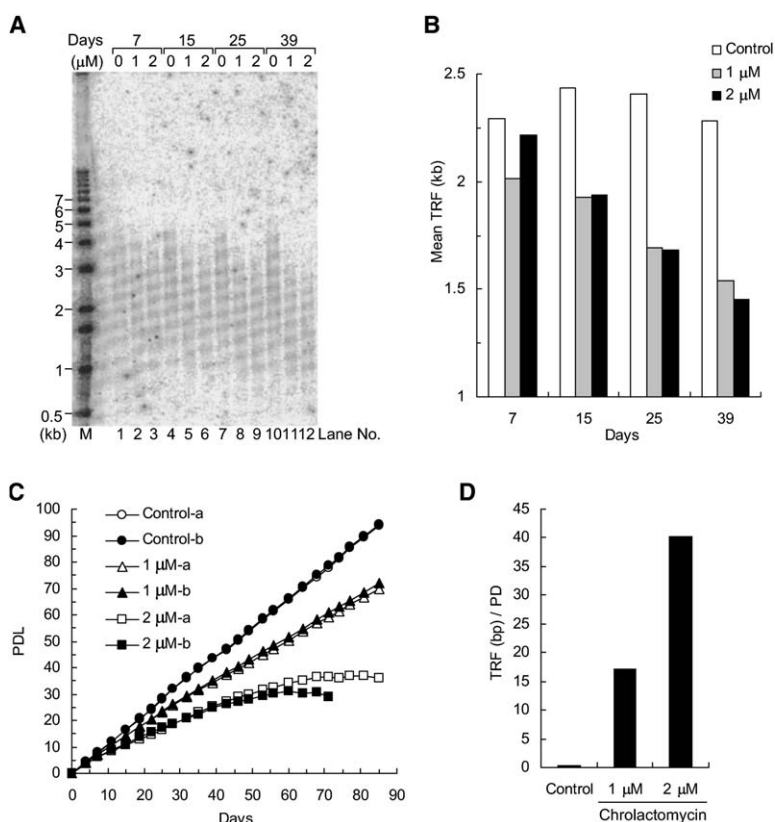 A
Days 7 15 25 39
(μM) 0 1 2 0 1 2 0 1 2 0 1 2
7
6
5
4
3
2
1
0.5
(kb) M 1 2 3 4 5 6 7 8 9 10 11 12 Lane No.
B
Control
1 μM
2 μM
2.5
2
1.5
1
Mean TRF (kb)
7 15 25 39
Days
C
Control-a
Control-b
1 μM-a
1 μM-b
2 μM-a
2 μM-b
100
90
80
70
60
50
40
30
20
10
0
PDL
0 10 20 30 40 50 60 70 80 90
Days
D
45
40
35
30
25
20
15
10
5
0
TRF (bp) / PD
Control 1 μM 2 μM
Chrolactomycin